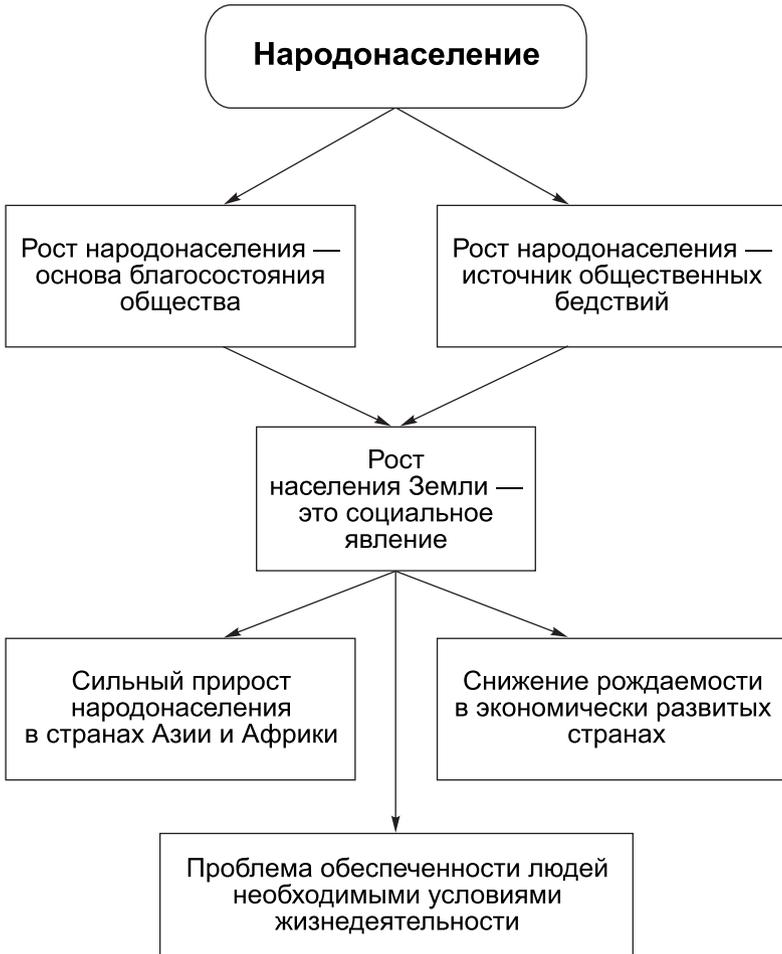 Народонаселение
Рост народонаселения —
основа благосостояния
общества
Рост народонаселения —
источник общественных
бедствий
Рост
населения Земли —
это социальное
явление
Сильный прирост
народонаселения
в странах Азии и Африки
Снижение рождаемости
в экономически развитых
странах
Проблема обеспеченности людей
необходимыми условиями
жизнедеятельности